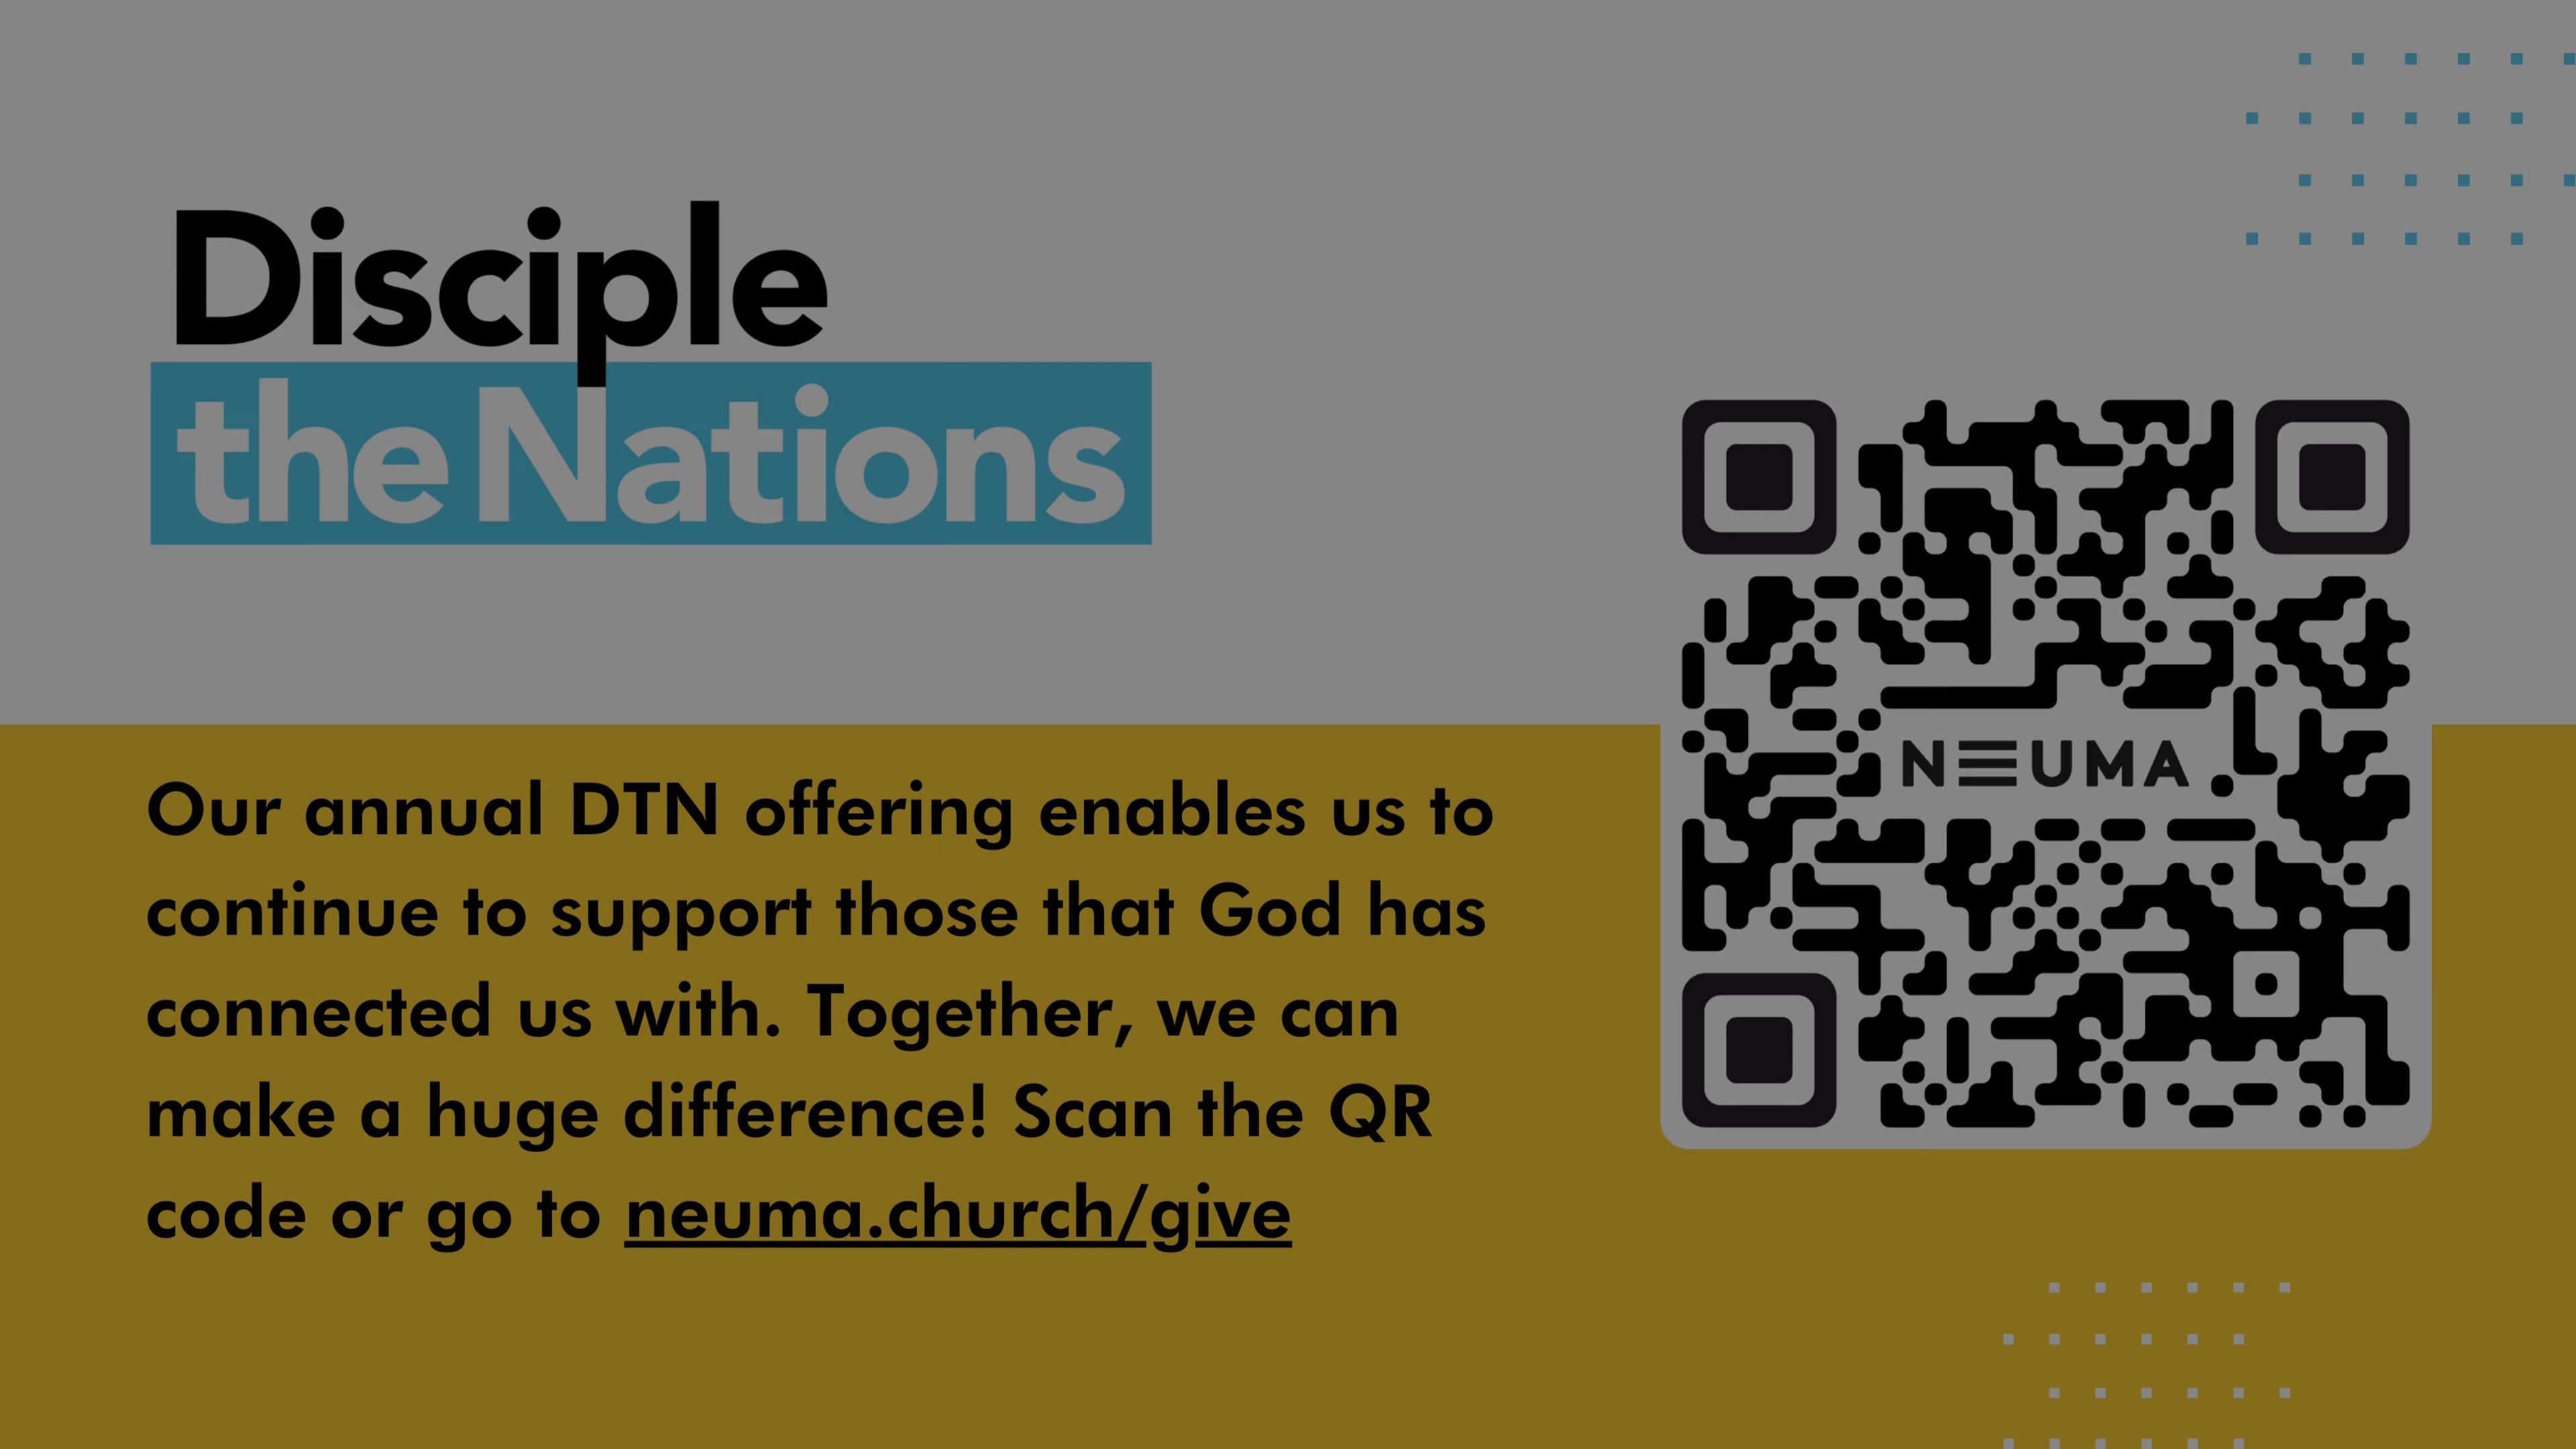 Disciple
the Nations
Our annual DTN offering enables us to
continue to support those that God has
connected us with. Together, we can
make a huge difference! Scan the QR
code or go to neuma.church/give
NEUMA